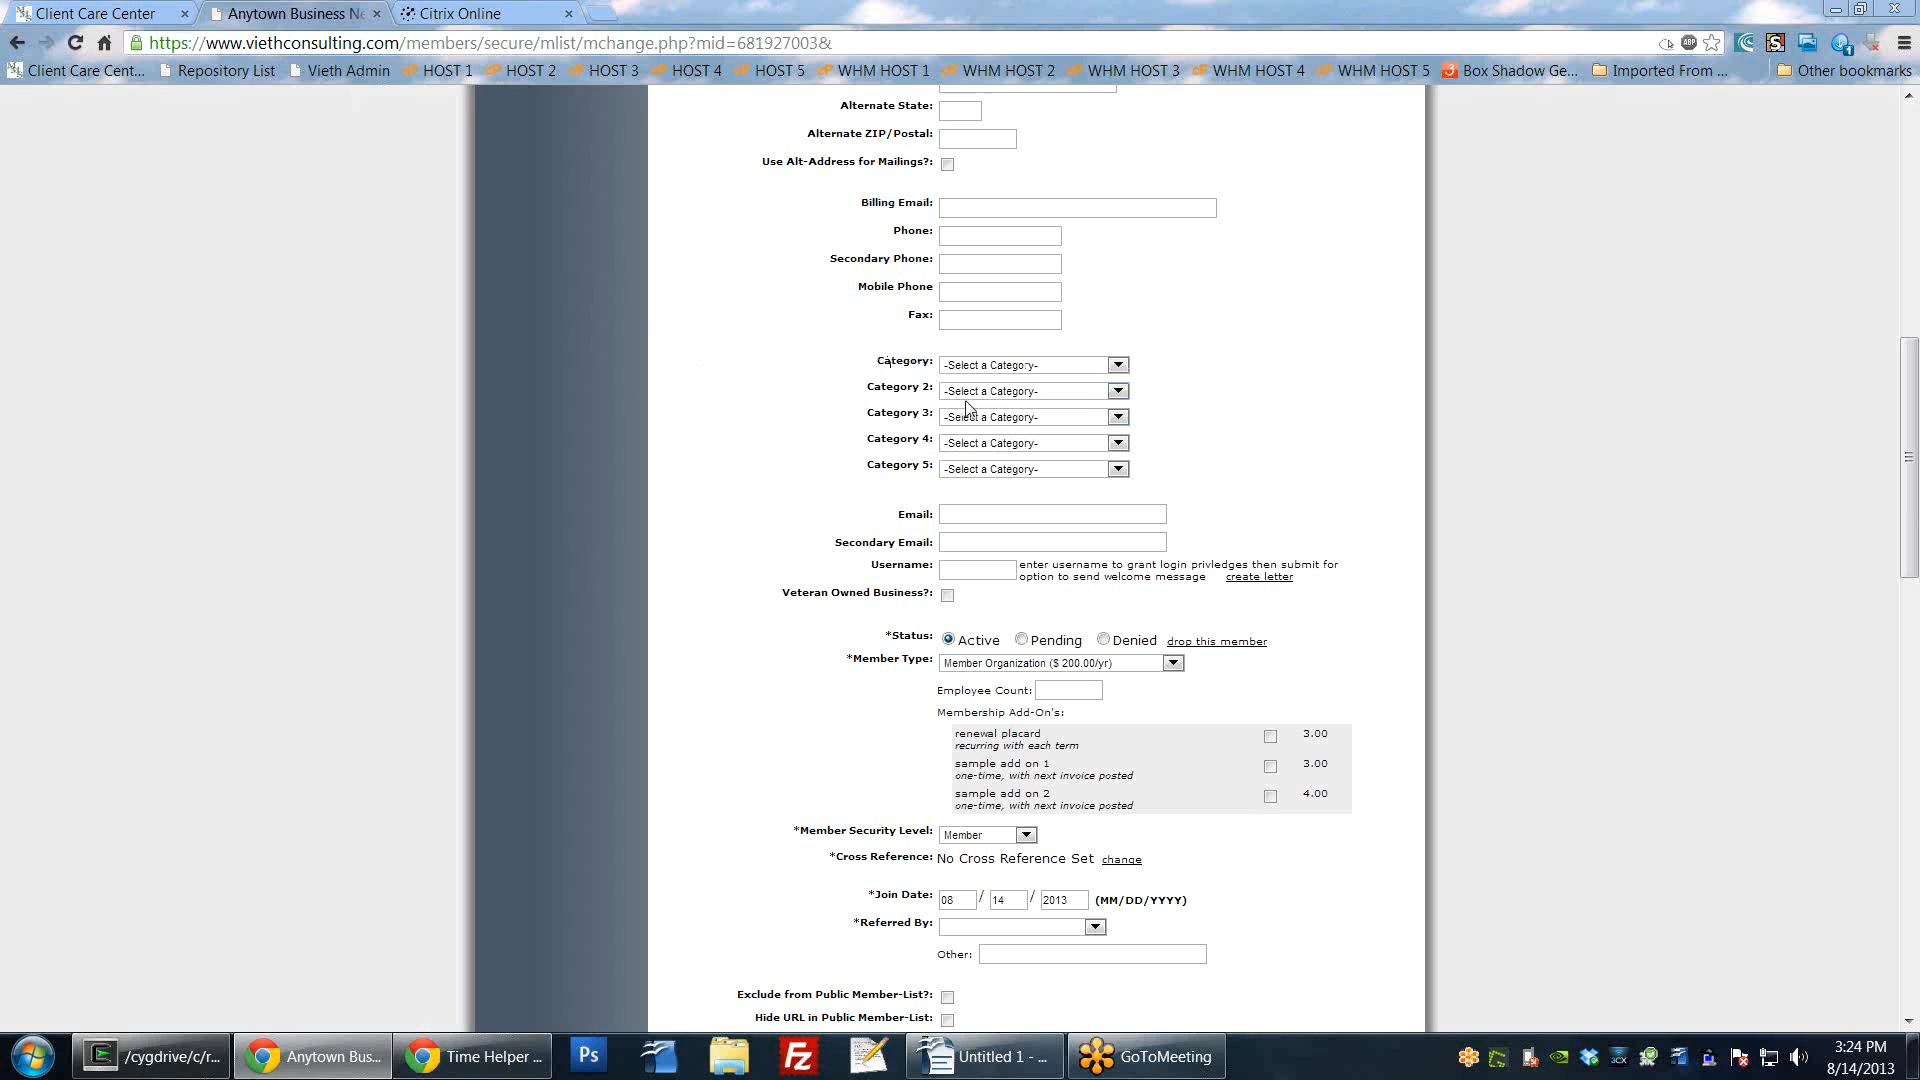 Client Care Center
Anytown Business Ne
Citrix Online
https://www.viethconsulting.com/members/secure/mlist/mchange.php?mid=681927003&
Client Care Cent...
Repository List
Vieth Admin
HOST 1
HOST 2
HOST 3
HOST 4
HOST 5
WHM HOST 1
WHM HOST 2
WHM HOST 3
WHM HOST 4
WHM HOST 5
Box Shadow Ge...
Imported From ...
Other bookmarks
Alternate State:
Alternate ZIP/Postal:
Use Alt-Address for Mailings?:
Billing Email:
Phone:
Secondary Phone:
Mobile Phone
Fax:
Category: -Select a Category-
Category 2: -Select a Category-
Category 3: -Select a Category-
Category 4: -Select a Category-
Category 5: -Select a Category-
Email:
Secondary Email:
Username: enter username to grant login privledges then submit for
option to send welcome message create letter
Veteran Owned Business?:
*Status: Active Pending Denied drop this member
*Member Type: Member Organization ($ 200.00/yr)
Employee Count:
Membership Add-On's:
renewal placard 3.00
recurring with each term
sample add on 1 3.00
one-time, with next invoice posted
sample add on 2 4.00
one-time, with next invoice posted
*Member Security Level: Member
*Cross Reference: No Cross Reference Set change
*Join Date: 08 / 14 / 2013 (MM/DD/YYYY)
*Referred By:
Other:
Exclude from Public Member-List?:
Hide URL in Public Member-List:
/cygdrive/c/r...
Anytown Bus...
Time Helper ...
Ps
Fz
Untitled 1 - ...
GoToMeeting
3CX
3:24 PM
8/14/2013